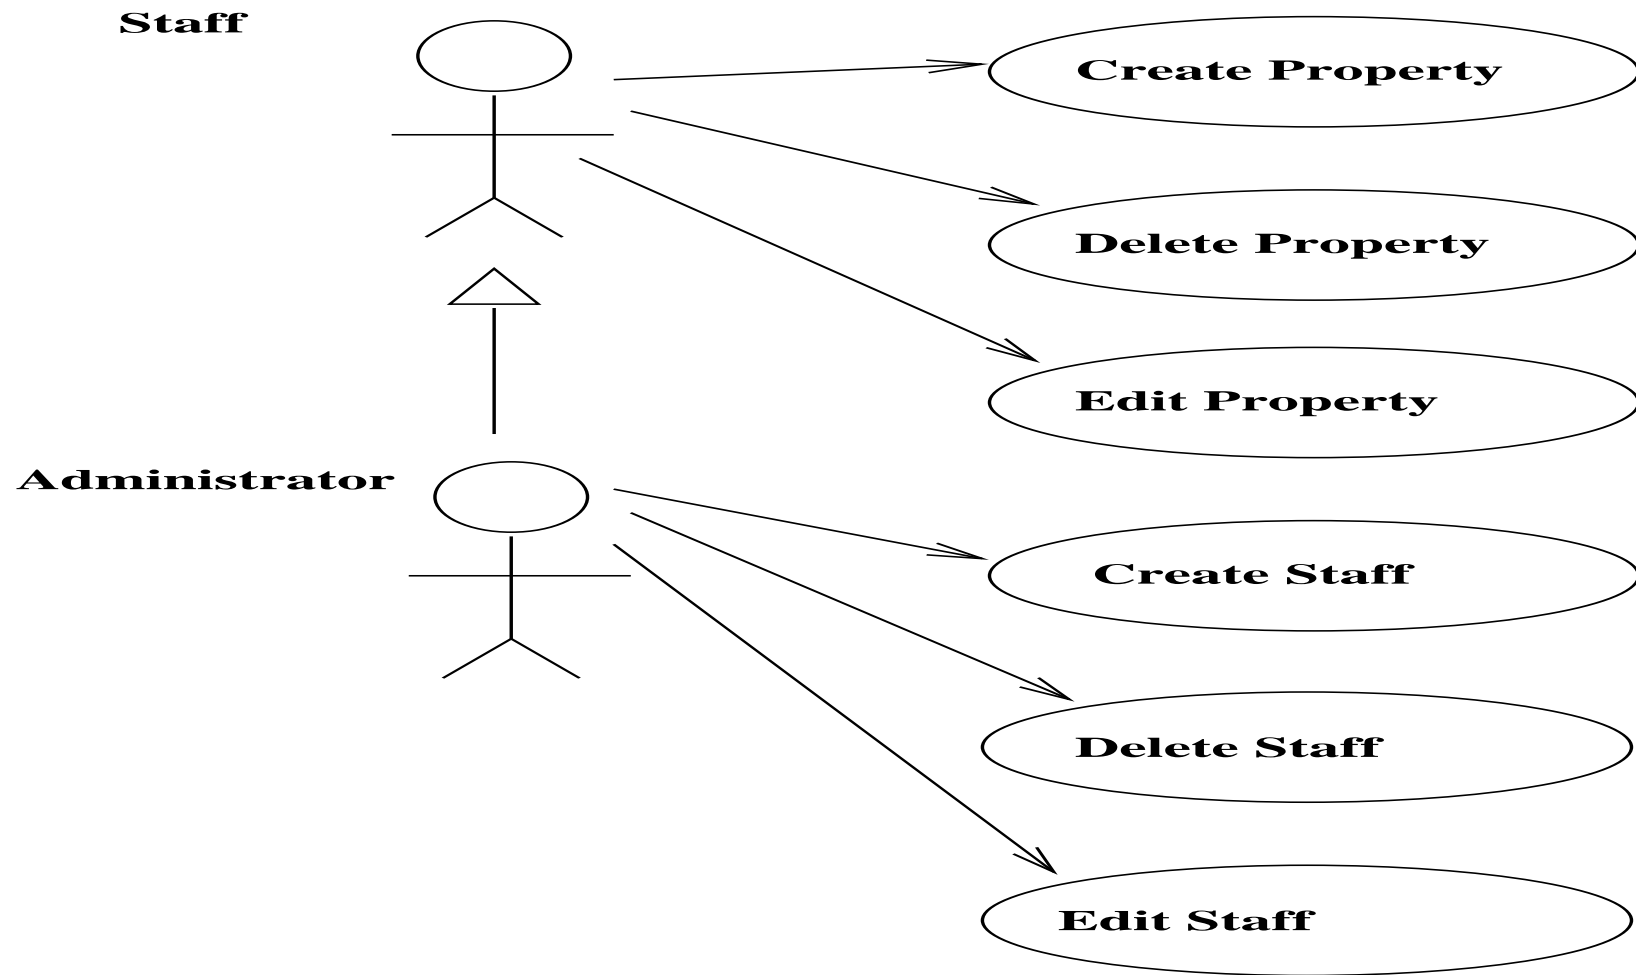 Staff
Create Property
Delete Property
Edit Property
Administrator
Create Staff
Delete Staff
Edit Staff